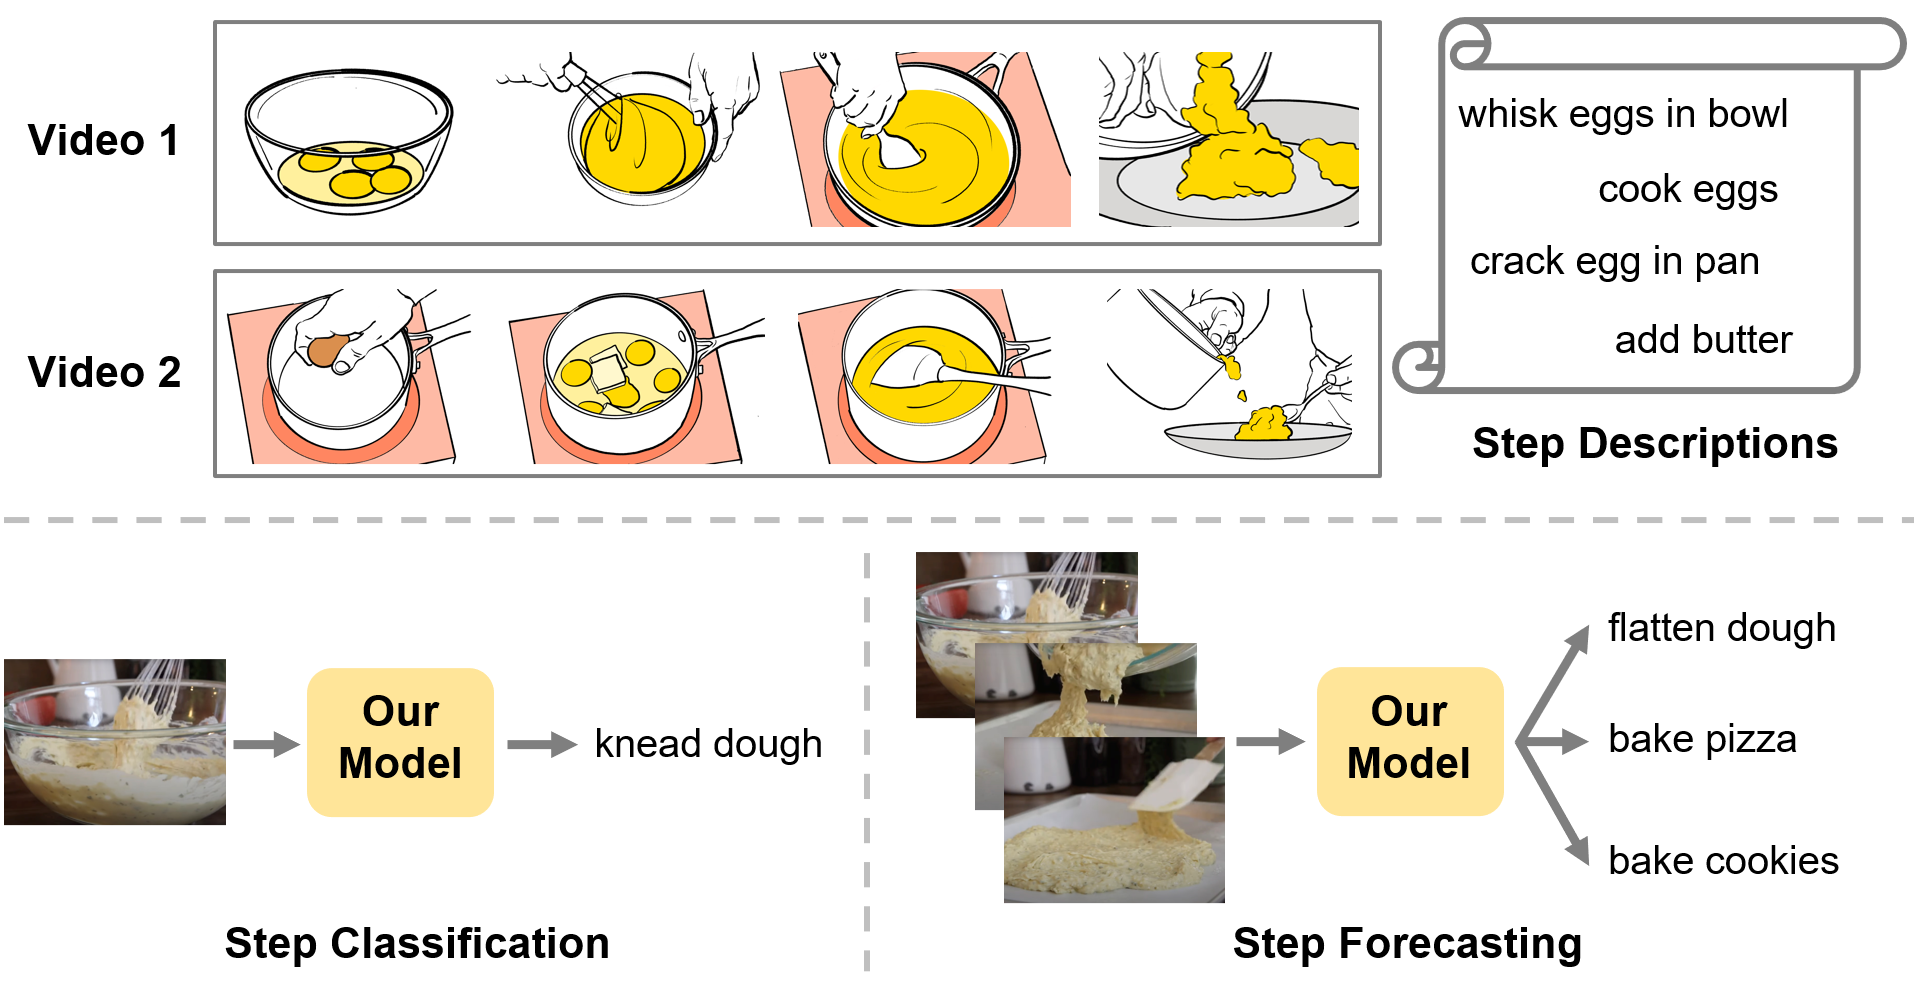 Video 1
whisk eggs in bowl
cook eggs
crack egg in pan
add butter
Video 2
Step Descriptions
Our
Model
knead dough
Step Classification
Our
Model
flatten dough
bake pizza
bake cookies
Step Forecasting